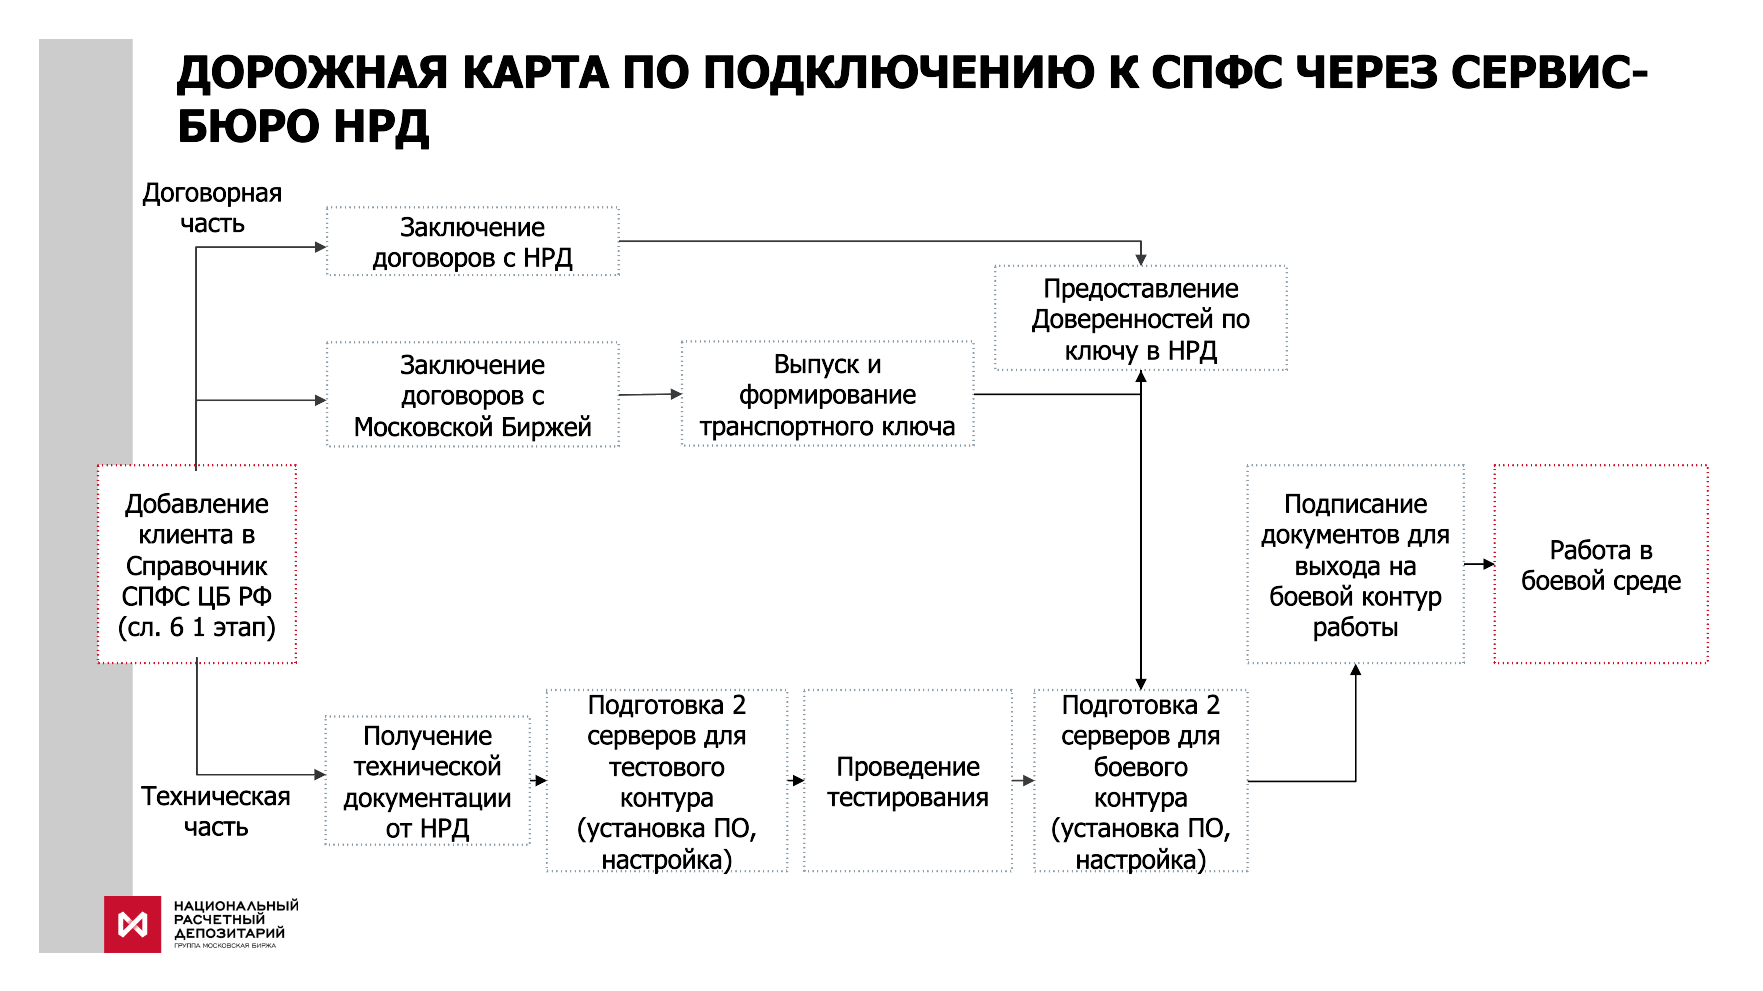 ДОРОЖНАЯ КАРТА ПО ПОДКЛЮЧЕНИЮ К СПФС ЧЕРЕЗ СЕРВИС-
БЮРО НРД
Договорная
часть
Заключение
договоров с НРД
Предоставление
Доверенностей по
ключу в НРД
Заключение
договоров с
Московской Биржей
Выпуск и
формирование
транспортного ключа
Добавление
клиента в
Справочник
СПФС ЦБ РФ
(сл. 6 1 этап)
Подписание
документов для
выхода на
боевой контур
работы
Работа в
боевой среде
Техническая
часть
Получение
технической
документации
от НРД
Подготовка 2
серверов для
тестового
контура
(установка ПО,
настройка)
Проведение
тестирования
Подготовка 2
серверов для
боевого
контура
(установка ПО,
настройка)
НАЦИОНАЛЬНЫЙ
РАСЧЕТНЫЙ
ДЕПОЗИТАРИЙ
ГРУППА МОСКОВСКАЯ БИРЖА